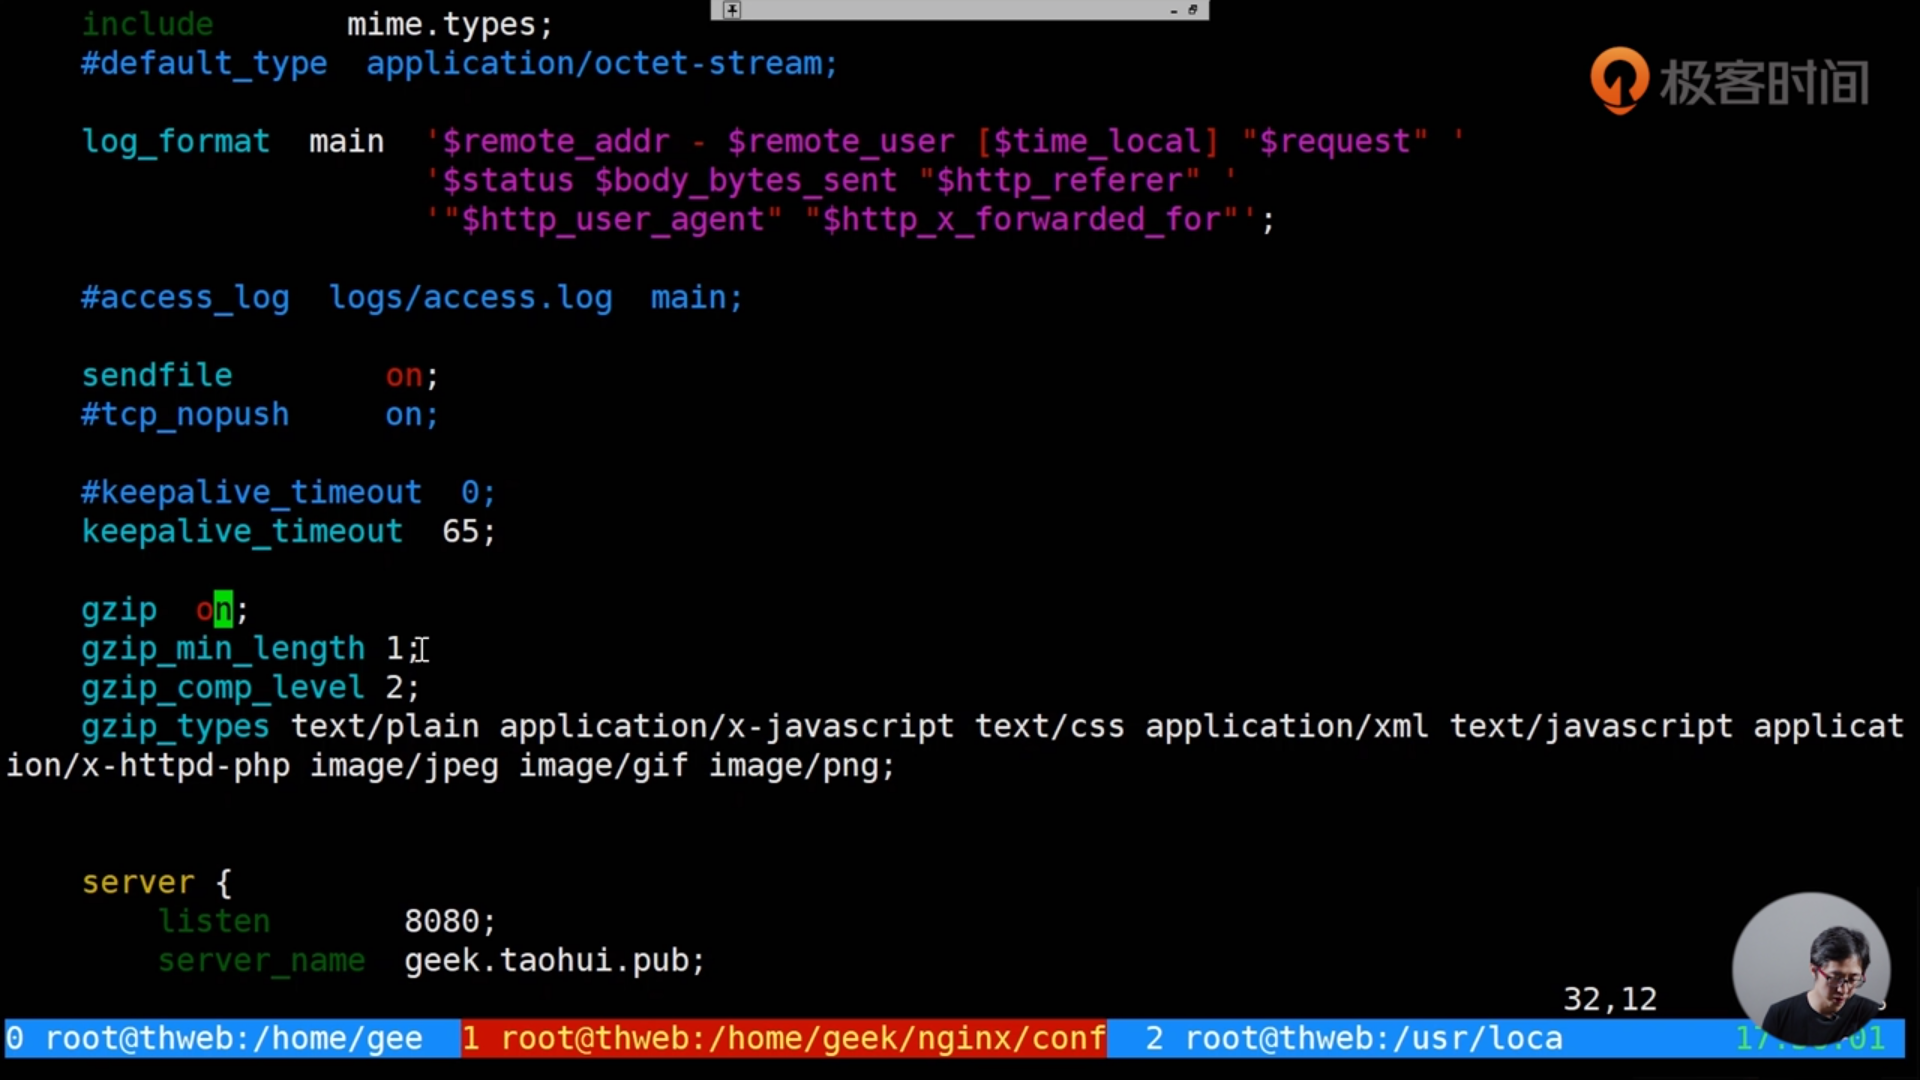 include       mime.types;
极客时间
#default_type  application/octet-stream;
log_format  main  '$remote_addr - $remote_user [$time_local] "$request" '
'$status $body_bytes_sent "$http_referer" '
'"$http_user_agent" "$http_x_forwarded_for"';
#access_log  logs/access.log  main;
sendfile        on;
#tcp_nopush     on;
#keepalive_timeout  0;
keepalive_timeout  65;
gzip  on;
gzip_min_length 1;
gzip_comp_level 2;
gzip_types text/plain application/x-javascript text/css application/xml text/javascript applicat
ion/x-httpd-php image/jpeg image/gif image/png;
server {
listen       8080;
server_name  geek.taohui.pub;
32,12
0 root@thweb:/home/gee  1 root@thweb:/home/geek/nginx/conf  2 root@thweb:/usr/loca